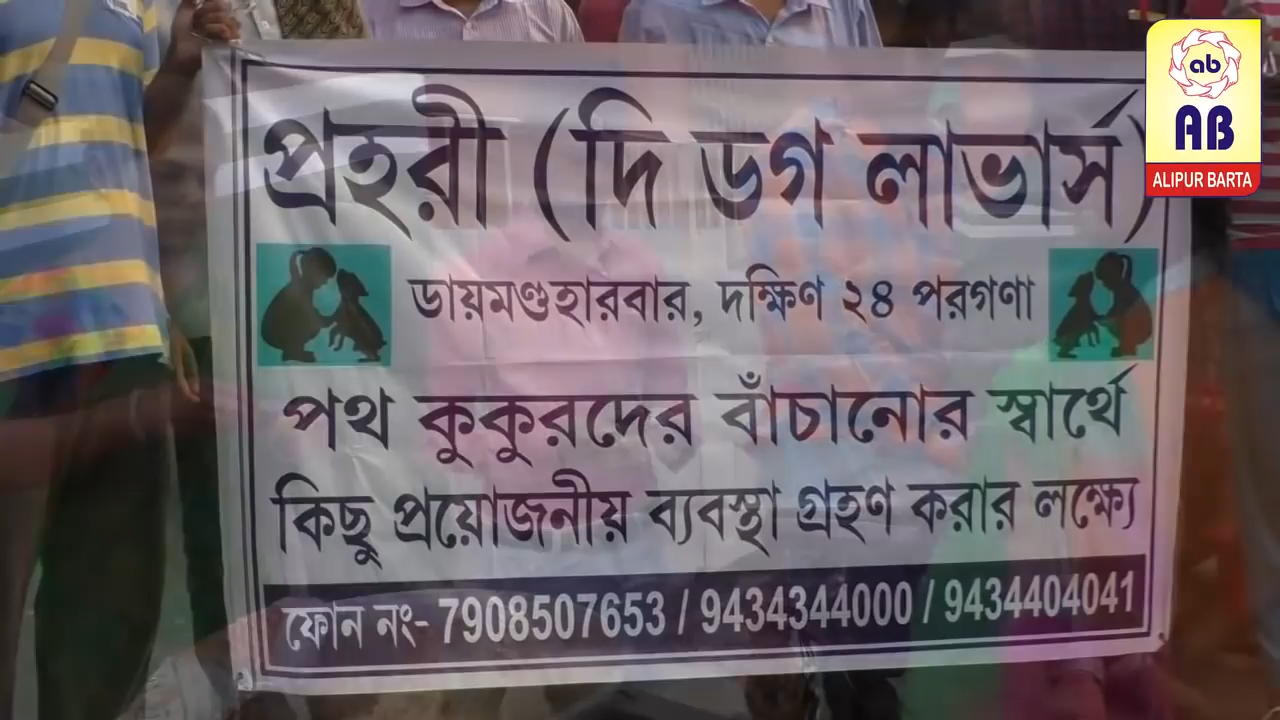 প্রহরী (দি ডগ লাভার্স)
ডায়মণ্ডহারবার, দক্ষিণ ২৪ পরগণা
পথ কুকুরদের বাঁচানোর স্বার্থে
কিছু প্রয়োজনীয় ব্যবস্থা গ্রহণ করার লক্ষ্যে
ফোন নং- 7908507653 / 9434344000 / 9434404041
ab
AB
ALIPUR BARTA